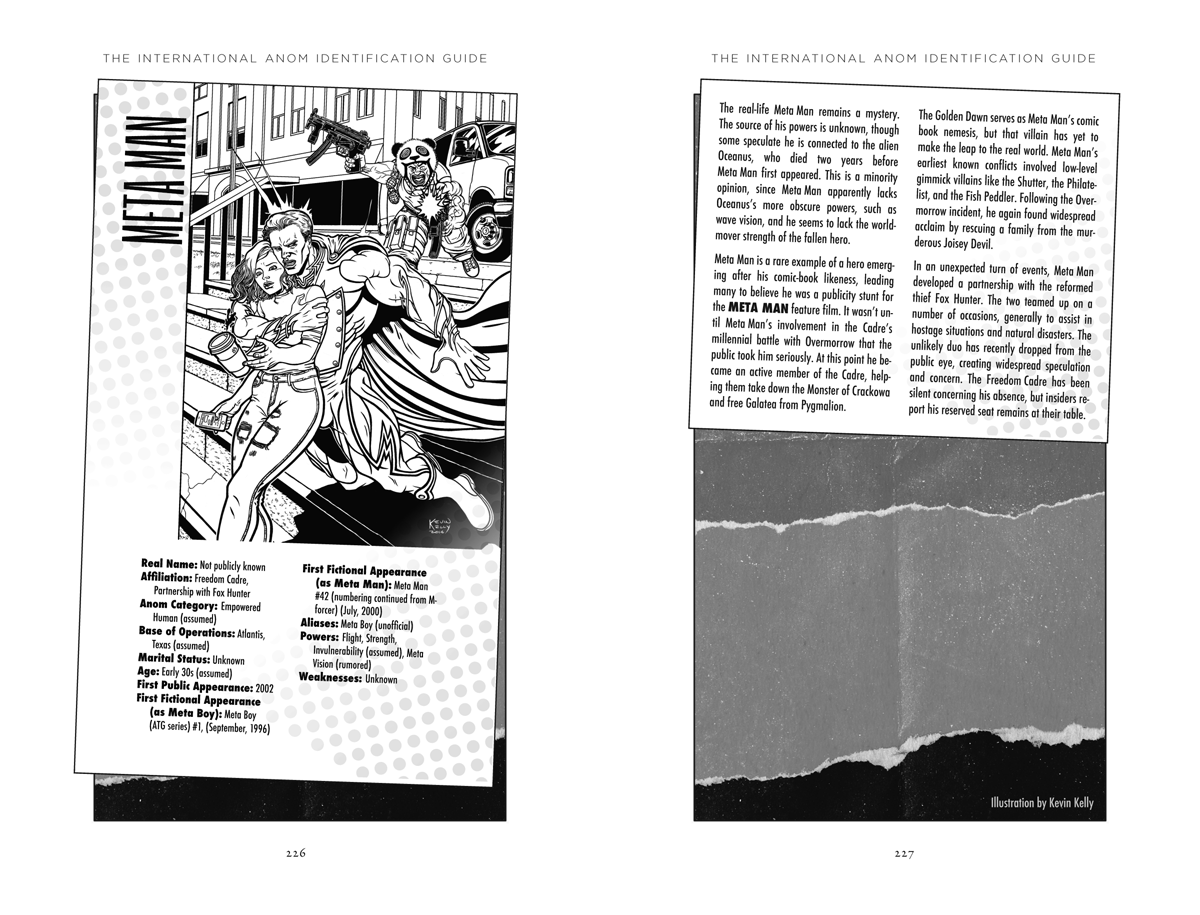 THE INTERNATIONAL ANOM IDENTIFICATION GUIDE
META MAN
KEVIN
KELLY
Real Name: Not publicly known
Affiliation: Freedom Cadre,
Partnership with Fox Hunter
Anom Category: Empowered
Human (assumed)
Base of Operations: Atlantis,
Texas (assumed)
Marital Status: Unknown
Age: Early 30s (assumed)
First Public Appearance: 2002
First Fictional Appearance
(as Meta Boy): Meta Boy
(ATG series) #1, (September, 1996)
First Fictional Appearance
(as Meta Man): Meta Man
#42 (numbering continued from M-
forcer) (July, 2000)
Aliases: Meta Boy (unofficial)
Powers: Flight, Strength,
Invulnerability (assumed), Meta
Vision (rumored)
Weaknesses: Unknown
226
THE INTERNATIONAL ANOM IDENTIFICATION GUIDE
The real-life Meta Man remains a mystery.
The source of his powers is unknown, though
some speculate he is connected to the alien
Oceanus, who died two years before
Meta Man first appeared. This is a minority
opinion, since Meta Man apparently lacks
Oceanus's more obscure powers, such as
wave vision, and he seems to lack the world-
mover strength of the fallen hero.
Meta Man is a rare example of a hero emerg-
ing after his comic-book likeness, leading
many to believe he was a publicity stunt for
the META MAN feature film. It wasn't un-
til Meta Man's involvement in the Cadre's
millennial battle with Overmorrow that the
public took him seriously. At this point he be-
came an active member of the Cadre, help-
ing them take down the Monster of Crackowa
and free Galatea from Pygmalion.
The Golden Dawn serves as Meta Man's comic
book nemesis, but that villain has yet to
make the leap to the real world. Meta Man's
earliest known conflicts involved low-level
gimmick villains like the Shutter, the Philate-
list, and the Fish Peddler. Following the Over-
morrow incident, he again found widespread
acclaim by rescuing a family from the mur-
derous Joisey Devil.
In an unexpected turn of events, Meta Man
developed a partnership with the reformed
thief Fox Hunter. The two teamed up on a
number of occasions, generally to assist in
hostage situations and natural disasters. The
unlikely duo has recently dropped from the
public eye, creating widespread speculation
and concern. The Freedom Cadre has been
silent concerning his absence, but insiders re-
port his reserved seat remains at their table.
Illustration by Kevin Kelly
227